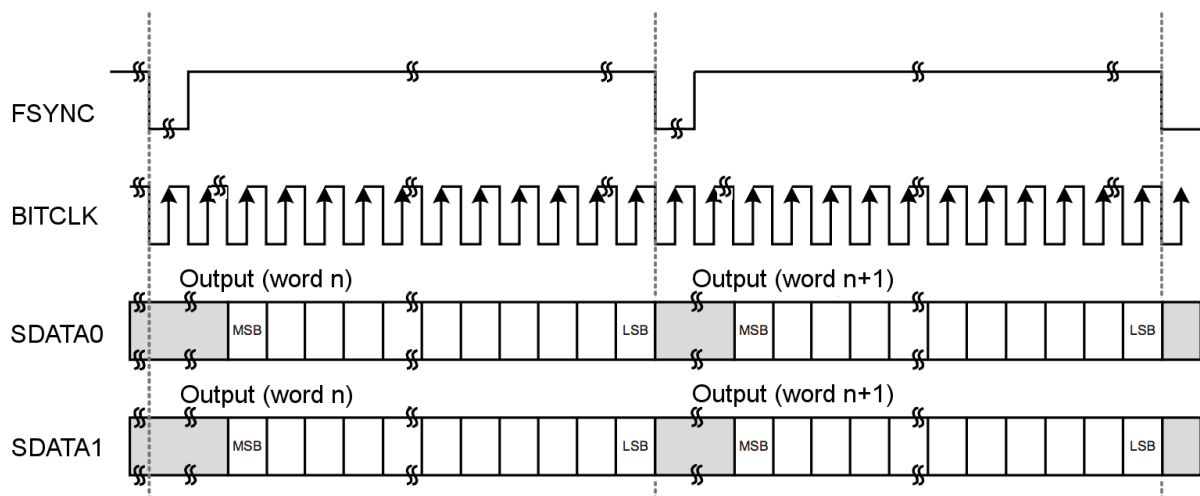 FSYNC
BITCLK
Output (word n) Output (word n+1)
SDATA0 MSB LSB MSB LSB
Output (word n) Output (word n+1)
SDATA1 MSB LSB MSB LSB